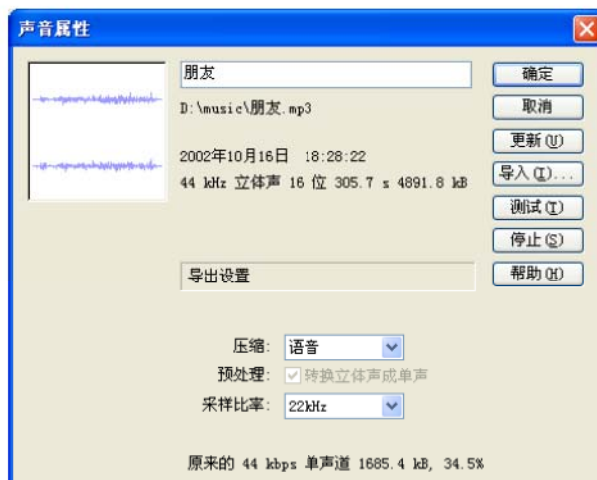 声音属性
朋友
D:\music\朋友.mp3
2002年10月16日 18:28:22
44 kHz 立体声 16 位 305.7 s 4891.8 kB
确定
取消
更新(U)
导入(I)...
测试(T)
停止(S)
帮助(H)
导出设置
压缩: 语音
预处理: 转换立体声成单声
采样比率: 22kHz
原来的 44 kbps 单声道 1685.4 kB, 34.5%